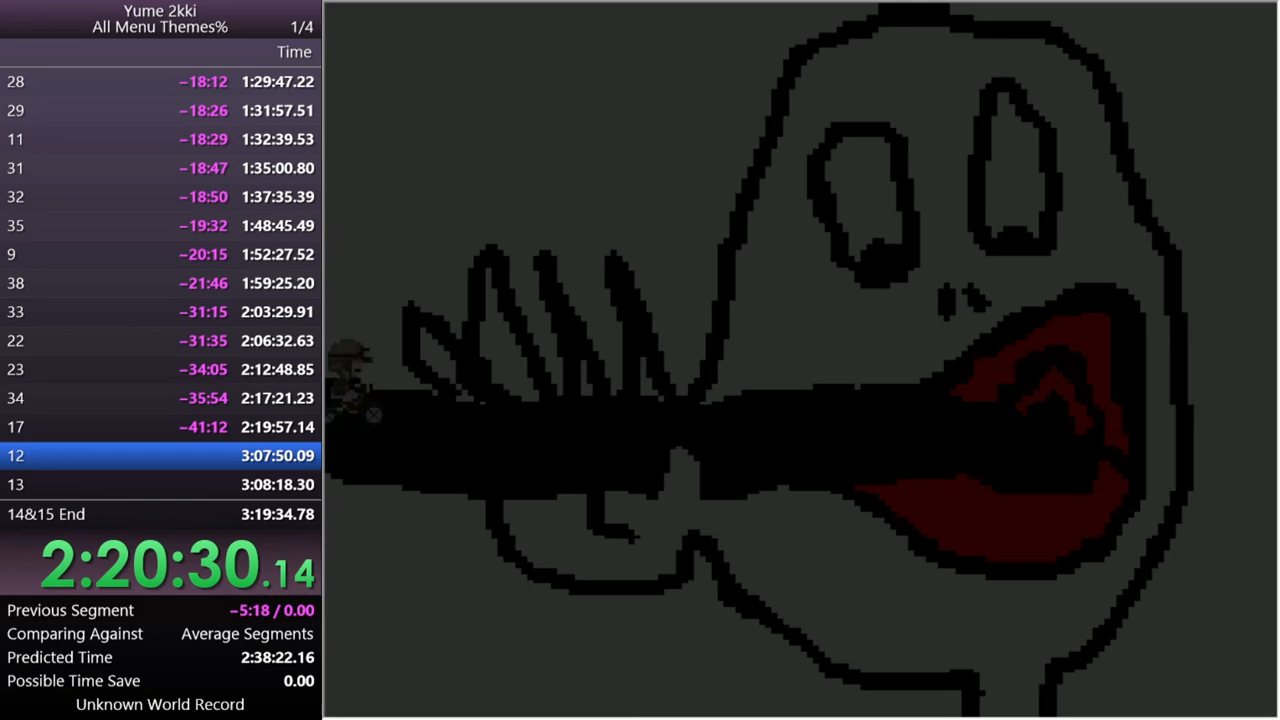 Yume 2kki
All Menu Themes% 1/4
Time
28 −18:12 1:29:47.22
29 −18:26 1:31:57.51
11 −18:29 1:32:39.53
31 −18:47 1:35:00.80
32 −18:50 1:37:35.39
35 −19:32 1:48:45.49
9 −20:15 1:52:27.52
38 −21:46 1:59:25.20
33 −31:15 2:03:29.91
22 −31:35 2:06:32.63
23 −34:05 2:12:48.85
34 −35:54 2:17:21.23
17 −41:12 2:19:57.14
12 3:07:50.09
13 3:08:18.30
14&15 End 3:19:34.78
2:20:30.14
Previous Segment −5:18 / 0.00
Comparing Against Average Segments
Predicted Time 2:38:22.16
Possible Time Save 0.00
Unknown World Record